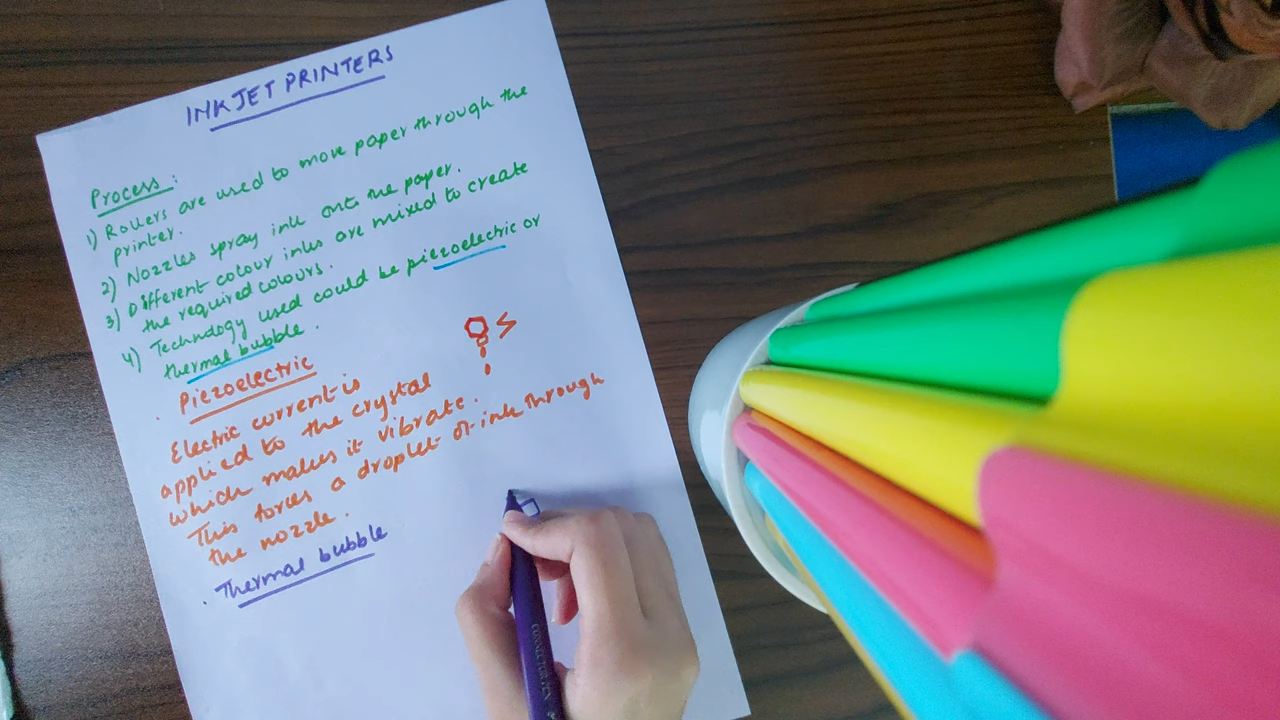 INKJET PRINTERS
Process:
1) Rollers are used to move paper through the
printer.
2) Nozzles spray ink onto the paper.
3) Different colour inks are mixed to create
the required colours.
4) Technology used could be piezoelectric or
thermal bubble.
. Piezoelectric
Electric current is
applied to the crystal
which makes it vibrate.
This forces a droplet of ink through
the nozzle.
. Thermal bubble
CONNECTOR PEN